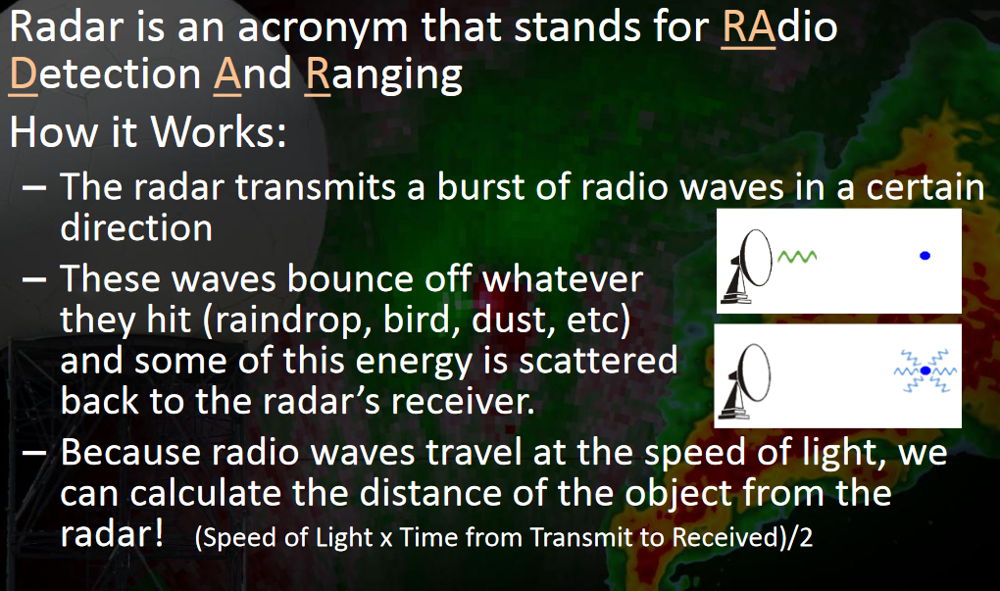 Radar is an acronym that stands for RAdio
Detection And Ranging
How it Works:
– The radar transmits a burst of radio waves in a certain
direction
– These waves bounce off whatever
they hit (raindrop, bird, dust, etc)
and some of this energy is scattered
back to the radar’s receiver.
– Because radio waves travel at the speed of light, we
can calculate the distance of the object from the
radar! (Speed of Light x Time from Transmit to Received)/2